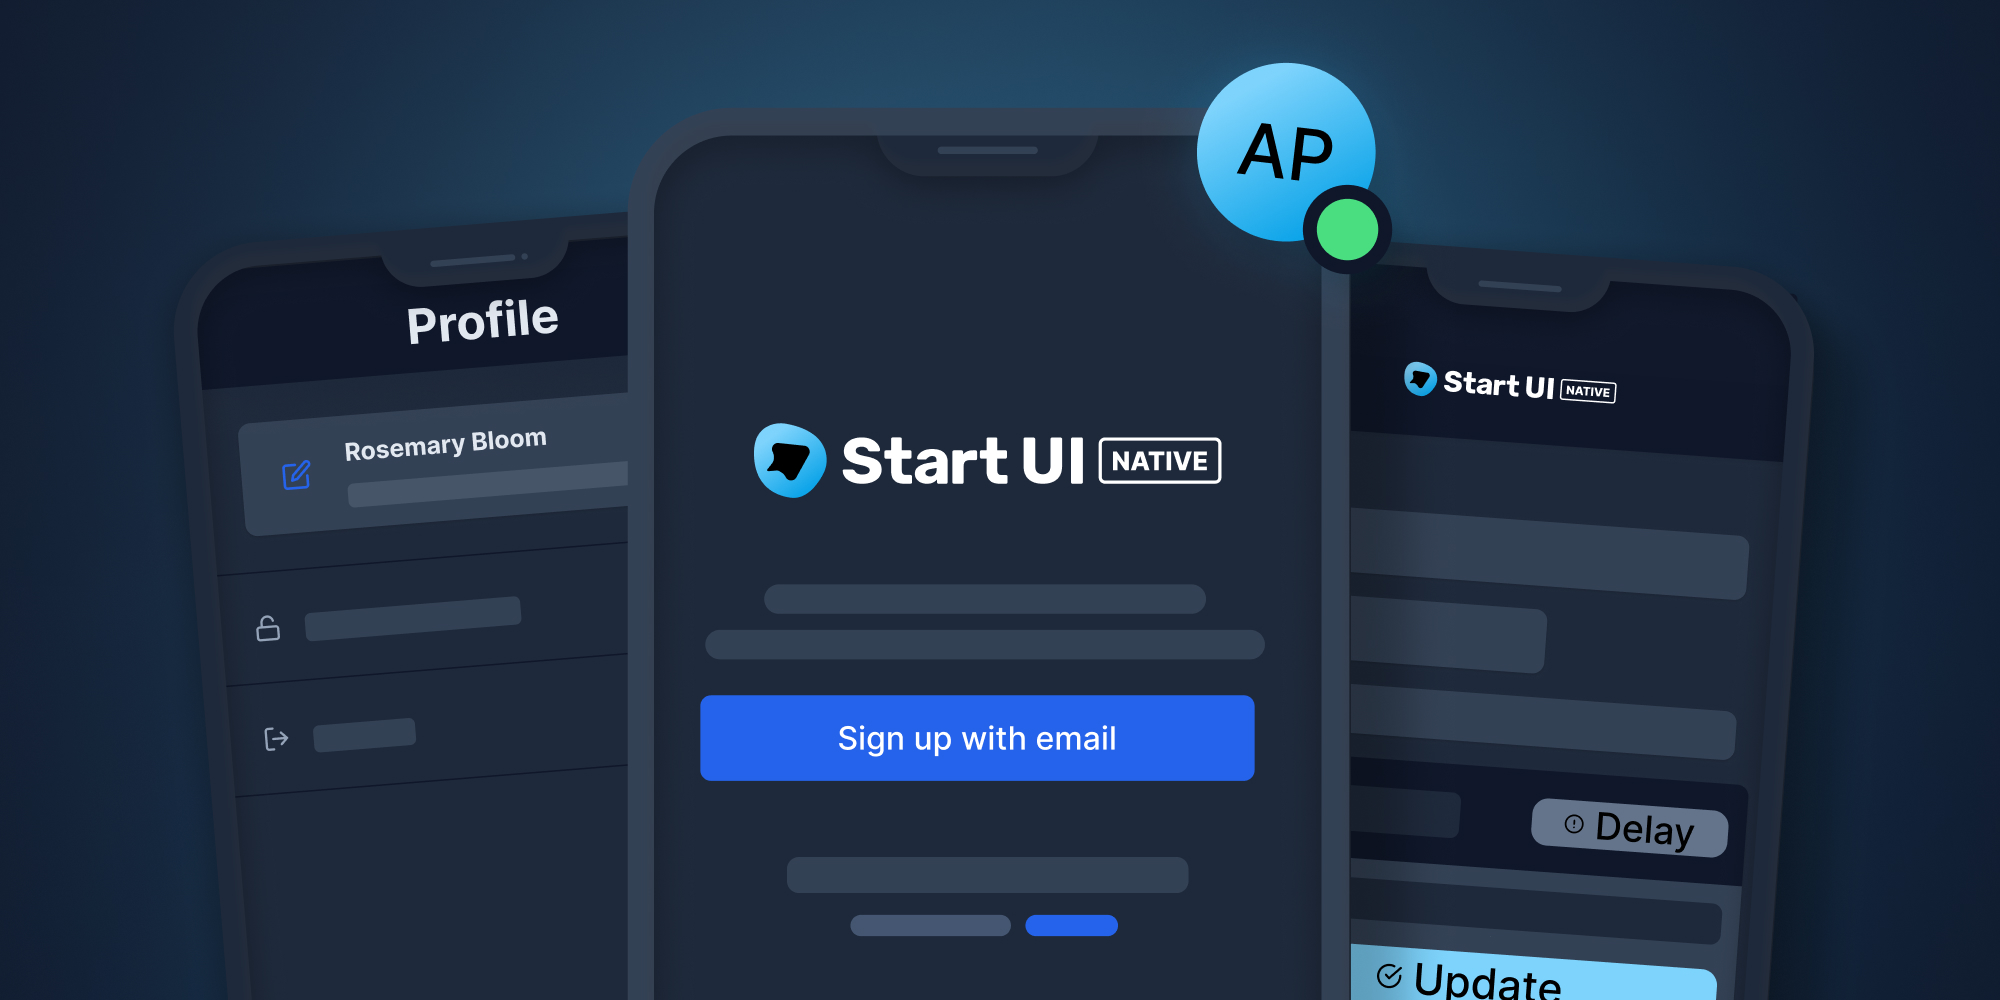 AP
Profile
Rosemary Bloom
Start UI NATIVE
Sign up with email
Start UI NATIVE
Delay
Update